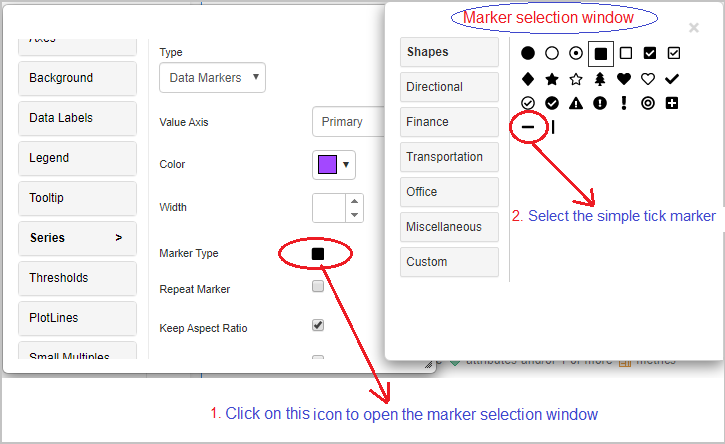 Axes
Background
Data Labels
Legend
Tooltip
Series >
Thresholds
PlotLines
Small Multiples
Type
Data Markers
Value Axis
Primary
Color
Width
Marker Type
Repeat Marker
Keep Aspect Ratio
Marker selection window
×
Shapes
Directional
Finance
Transportation
Office
Miscellaneous
Custom
2. Select the simple tick marker
attributes and/or 1 or more metrics
1. Click on this icon to open the marker selection window